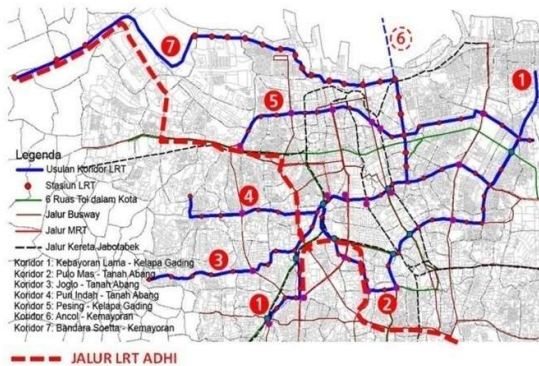 7
6
1
5
4
3
1
2
Legenda
Usulan Koridor LRT
Stasiun LRT
6 Ruas Tol dalam Kota
Jalur Busway
Jalur MRT
Jalur Kereta Jabotabek
Koridor 1: Kebayoran Lama - Kelapa Gading
Koridor 2: Pulo Mas - Tanah Abang
Koridor 3: Joglo - Tanah Abang
Koridor 4: Puri Indah - Tanah Abang
Koridor 5: Pesing - Kelapa Gading
Koridor 6: Ancol - Kemayoran
Koridor 7: Bandara Soetta - Kemayoran
JALUR LRT ADHI